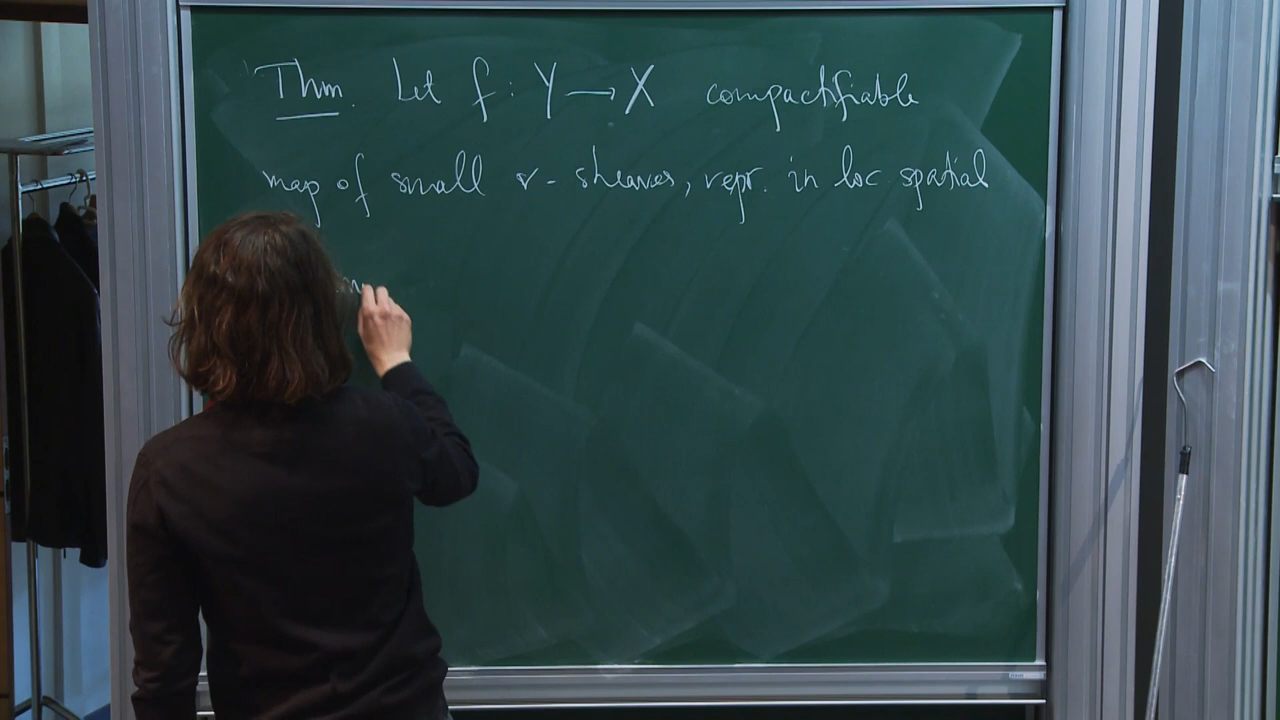 Thm. Let f : Y → X compactifiable
map of small v-sheaves, repr. in loc spatial